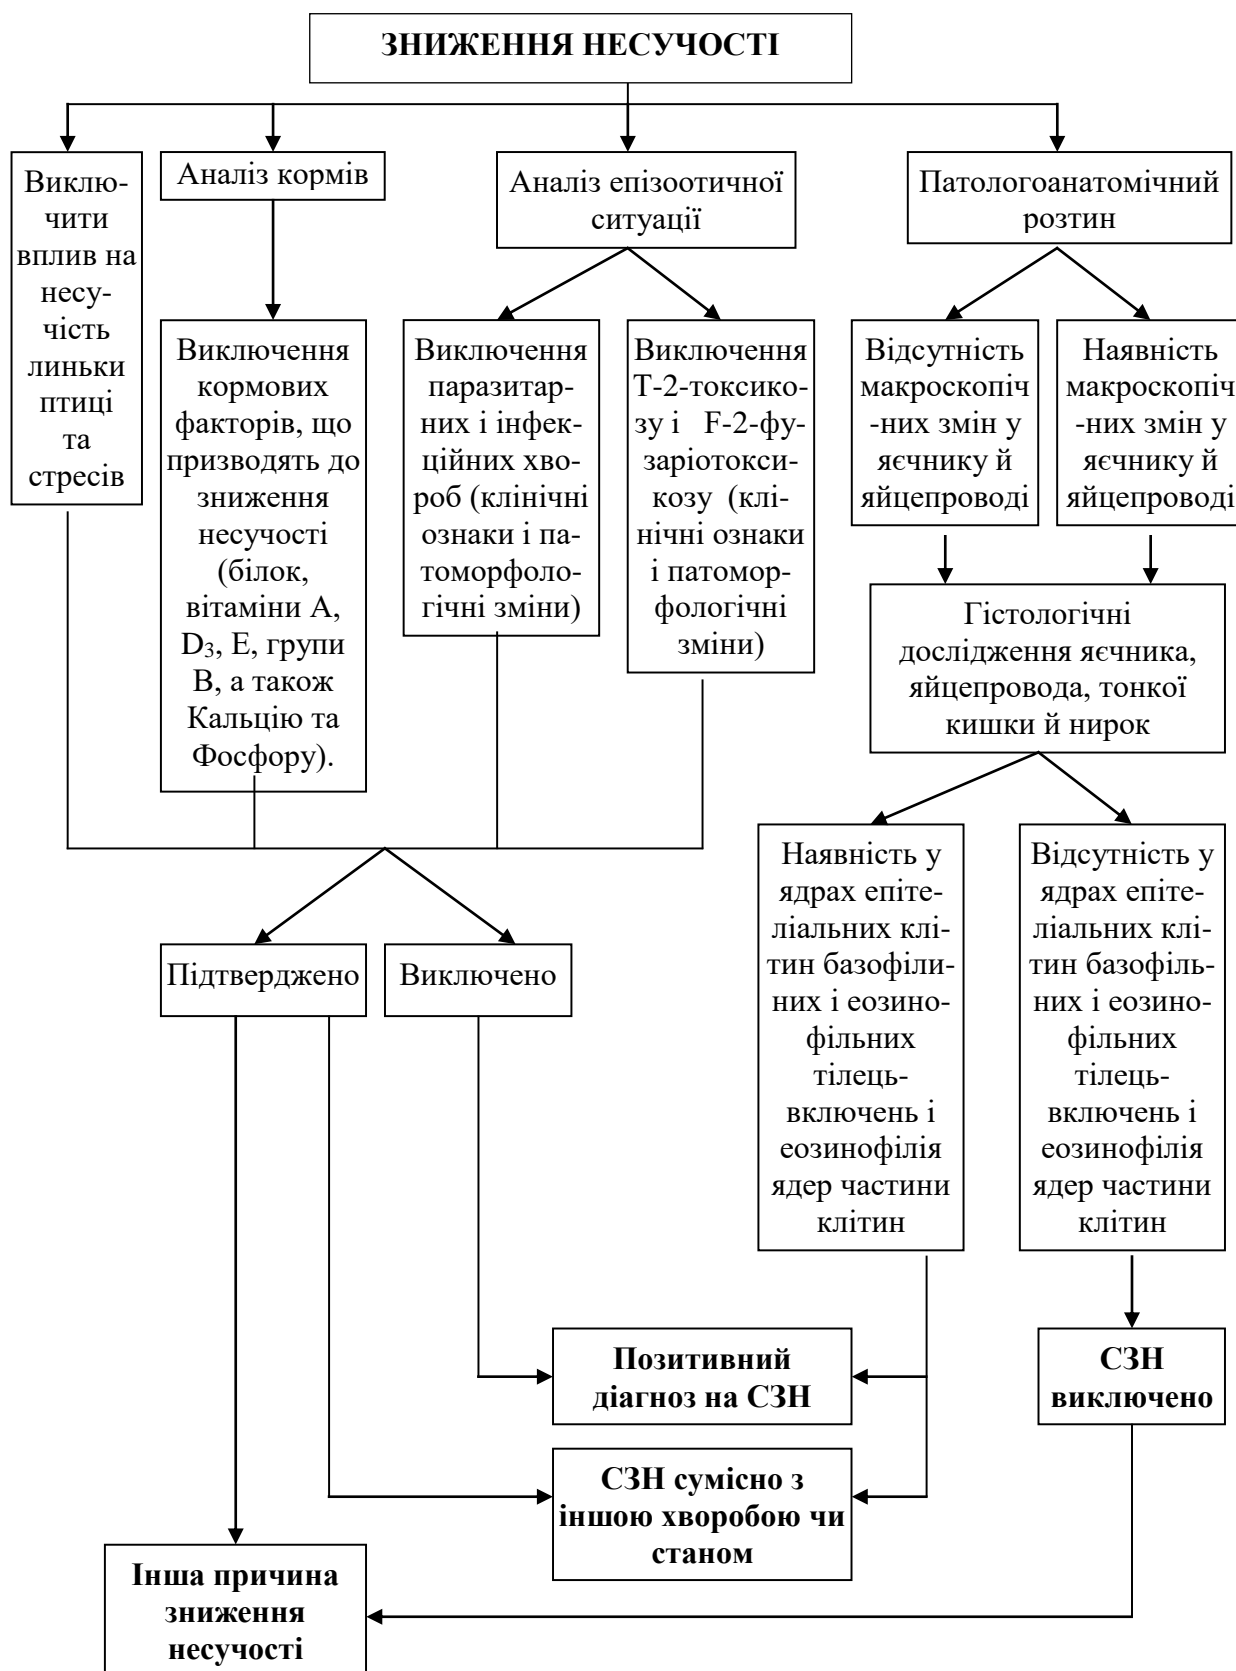 ЗНИЖЕННЯ НЕСУЧОСТІ
Виклю-
чити
вплив на
несу-
чість
линьки
птиці
та
стресів
Аналіз кормів
Аналіз епізоотичної
ситуації
Патологоанатомічний
розтин
Виключення
кормових
факторів, що
призводять до
зниження
несучості
(білок,
вітаміни А,
D3, Е, групи
В, а також
Кальцію та
Фосфору).
Виключення
паразитар-
них і інфек-
ційних хво-
роб (клінічні
ознаки і па-
томорфоло-
гічні зміни)
Виключення
Т-2-токсико-
зу і F-2-фу-
заріотокси-
козу (клі-
нічні ознаки
і патомор-
фологічні
зміни)
Відсутність
макроскопіч
-них змін у
яєчнику й
яйцепроводі
Наявність
макроскопіч
-них змін у
яєчнику й
яйцепроводі
Гістологічні
дослідження яєчника,
яйцепровода, тонкої
кишки й нирок
Наявність у
ядрах епіте-
ліальних клі-
тин базофіли-
них і еозино-
фільних
тілець-
включень і
еозинофілія
ядер частини
клітин
Відсутність у
ядрах епіте-
ліальних клі-
тин базофіль-
них і еозино-
фільних
тілець-
включень і
еозинофілія
ядер частини
клітин
Підтверджено
Виключено
Позитивний
діагноз на СЗН
СЗН
виключено
СЗН сумісно з
іншою хворобою чи
станом
Інша причина
зниження
несучості